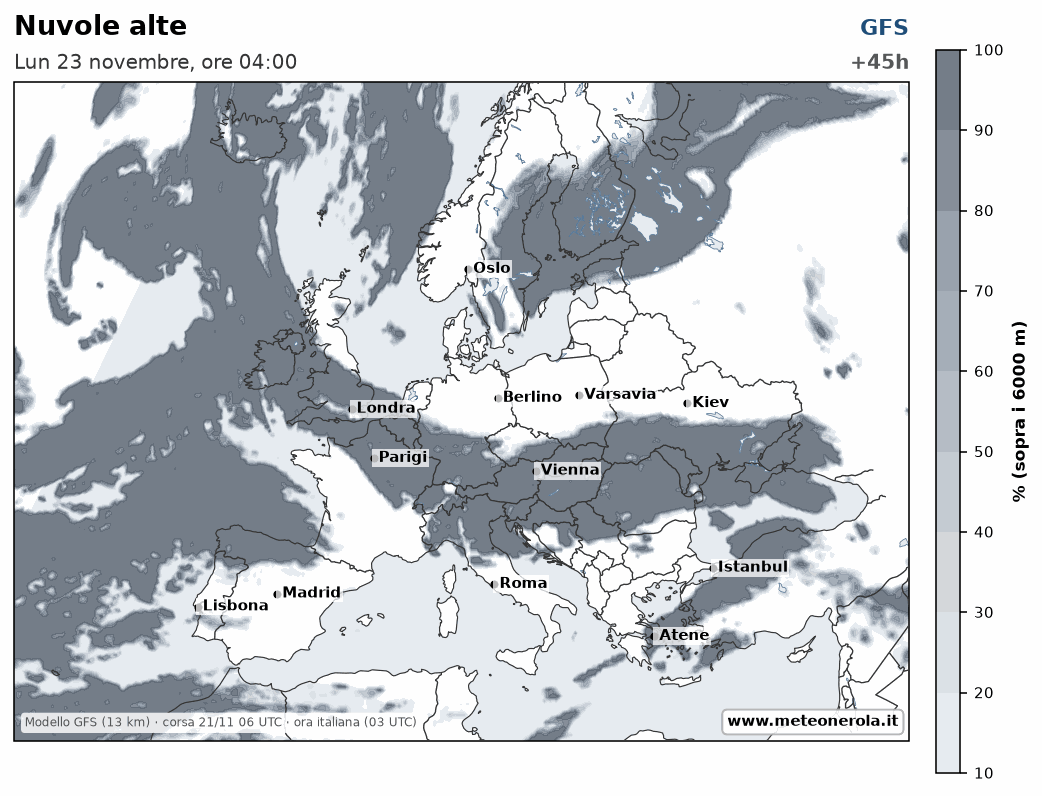 Nuvole alte
GFS
Lun 23 novembre, ore 04:00
+45h
Oslo
Londra
Berlino
Varsavia
Kiev
Parigi
Vienna
Istanbul
Roma
Madrid
Lisbona
Atene
Modello GFS (13 km) · corsa 21/11 06 UTC · ora italiana (03 UTC)
www.meteonerola.it
100
90
80
70
60
50
40
30
20
10
% (sopra i 6000 m)